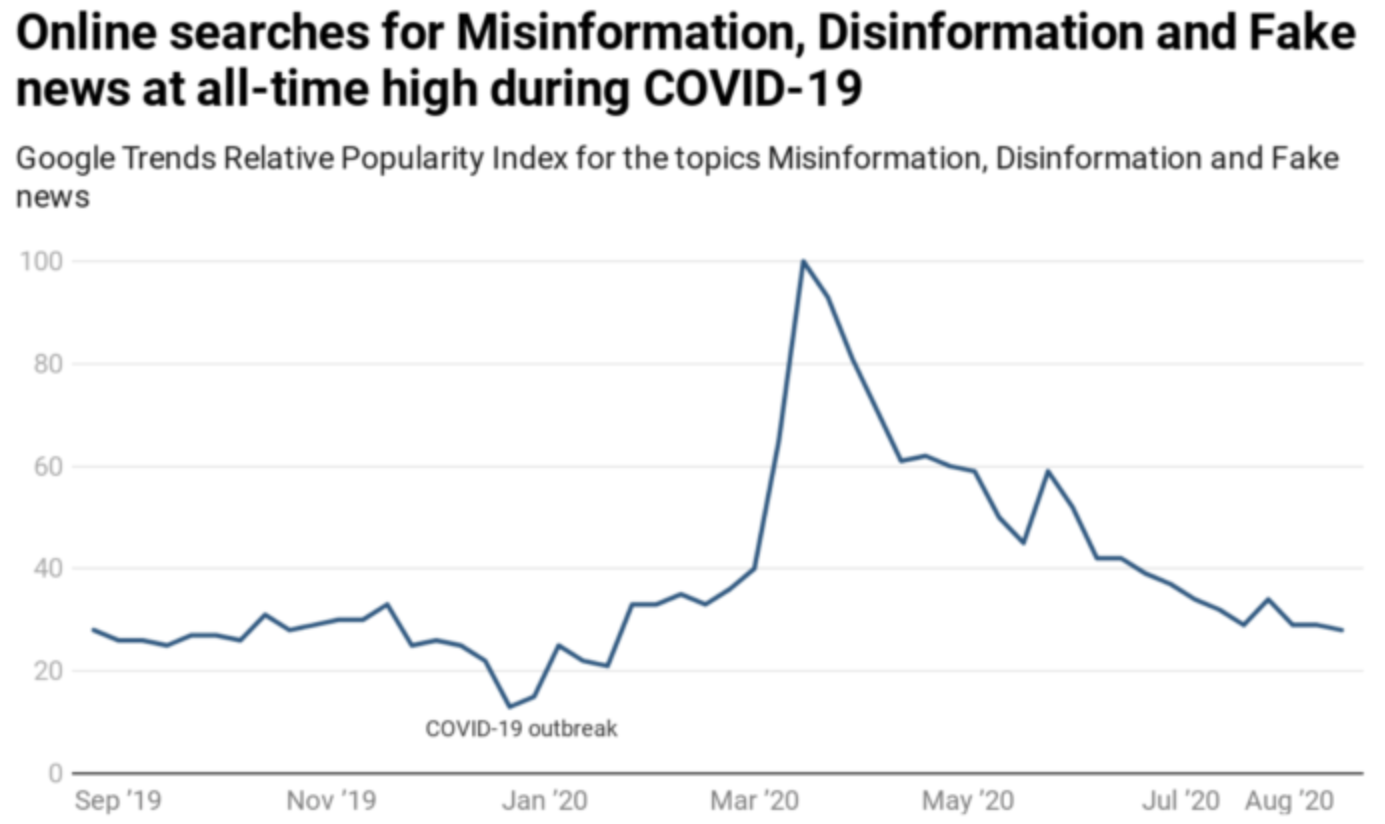 Online searches for Misinformation, Disinformation and Fake
news at all-time high during COVID-19
Google Trends Relative Popularity Index for the topics Misinformation, Disinformation and Fake
news
100
80
60
40
20
COVID-19 outbreak
0
Sep '19 Nov '19 Jan '20 Mar '20 May '20 Jul '20 Aug '20